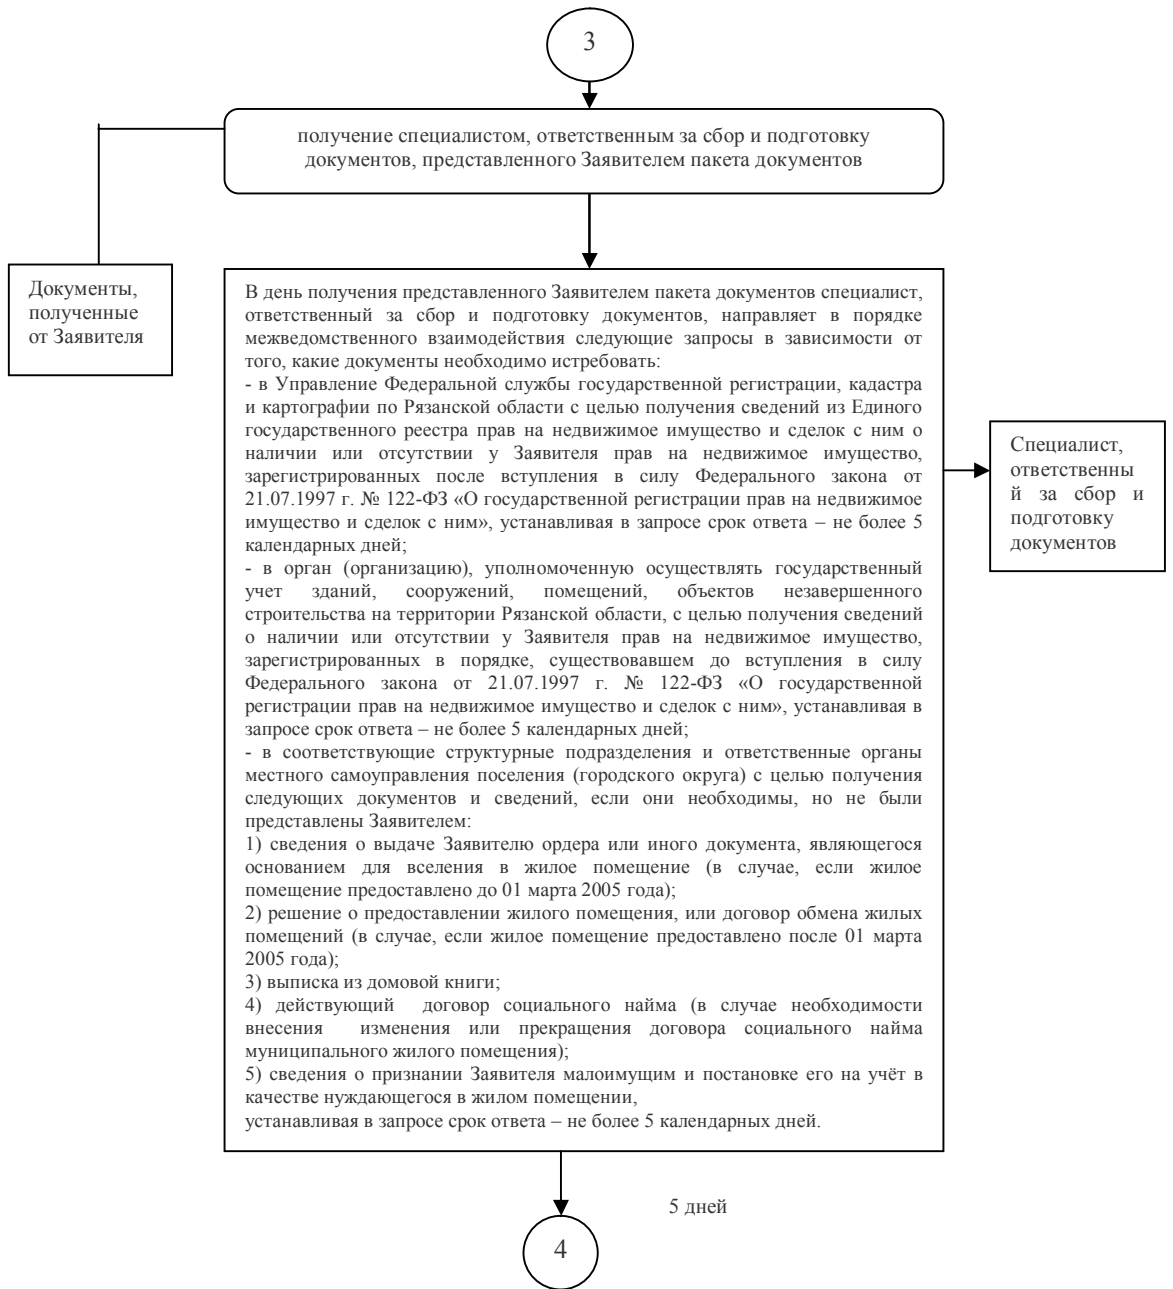 3
получение специалистом, ответственным за сбор и подготовку
документов, представленного Заявителем пакета документов
Документы,
полученные
от Заявителя
В день получения представленного Заявителем пакета документов специалист,
ответственный за сбор и подготовку документов, направляет в порядке
межведомственного взаимодействия следующие запросы в зависимости от
того, какие документы необходимо истребовать:
- в Управление Федеральной службы государственной регистрации, кадастра
и картографии по Рязанской области с целью получения сведений из Единого
государственного реестра прав на недвижимое имущество и сделок с ним о
наличии или отсутствии у Заявителя прав на недвижимое имущество,
зарегистрированных после вступления в силу Федерального закона от
21.07.1997 г. № 122-ФЗ «О государственной регистрации прав на недвижимое
имущество и сделок с ним», устанавливая в запросе срок ответа – не более 5
календарных дней;
- в орган (организацию), уполномоченную осуществлять государственный
учет зданий, сооружений, помещений, объектов незавершенного
строительства на территории Рязанской области, с целью получения сведений
о наличии или отсутствии у Заявителя прав на недвижимое имущество,
зарегистрированных в порядке, существовавшем до вступления в силу
Федерального закона от 21.07.1997 г. № 122-ФЗ «О государственной
регистрации прав на недвижимое имущество и сделок с ним», устанавливая в
запросе срок ответа – не более 5 календарных дней;
- в соответствующие структурные подразделения и ответственные органы
местного самоуправления поселения (городского округа) с целью получения
следующих документов и сведений, если они необходимы, но не были
представлены Заявителем:
1) сведения о выдаче Заявителю ордера или иного документа, являющегося
основанием для вселения в жилое помещение (в случае, если жилое
помещение предоставлено до 01 марта 2005 года);
2) решение о предоставлении жилого помещения, или договор обмена жилых
помещений (в случае, если жилое помещение предоставлено после 01 марта
2005 года);
3) выписка из домовой книги;
4) действующий договор социального найма (в случае необходимости
внесения изменения или прекращения договора социального найма
муниципального жилого помещения);
5) сведения о признании Заявителя малоимущим и постановке его на учёт в
качестве нуждающегося в жилом помещении,
устанавливая в запросе срок ответа – не более 5 календарных дней.
Специалист,
ответственны
й за сбор и
подготовку
документов
5 дней
4